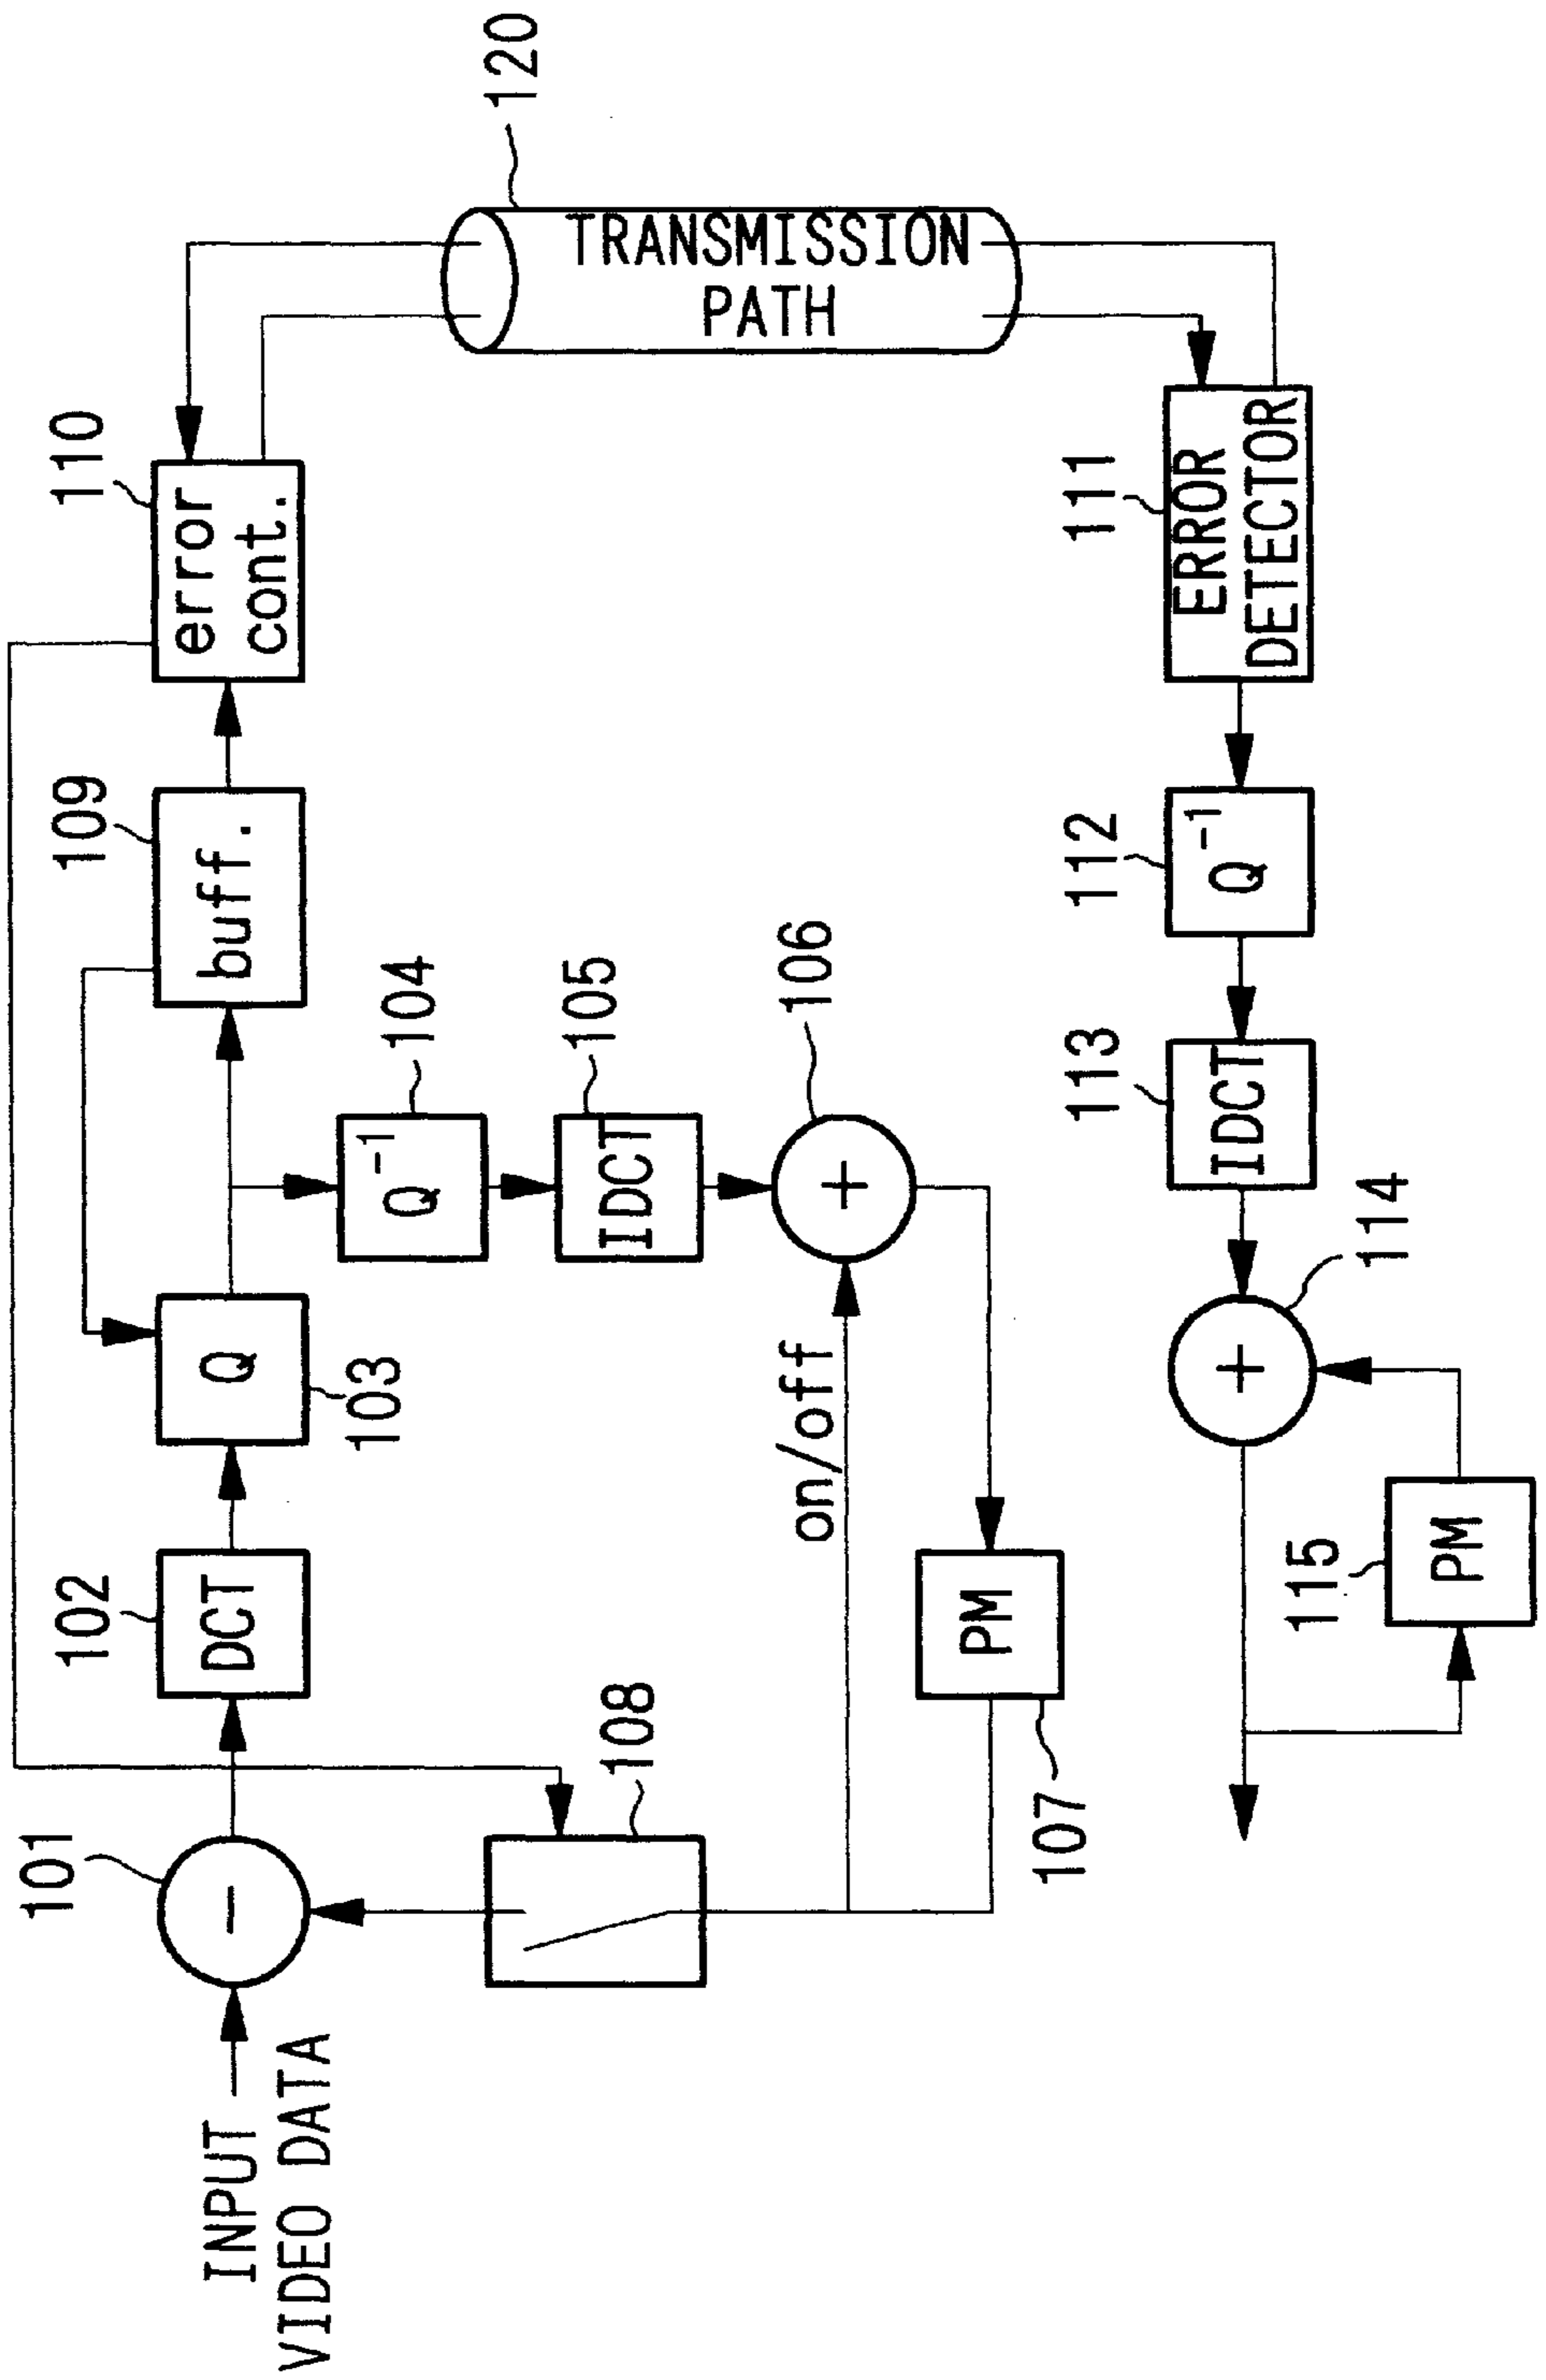 101
102
109
110
INPUT
VIDEO DATA
−
DCT
Q
buff.
error
cont.
103
120
TRANSMISSION
PATH
104
Q⁻¹
105
IDCT
108
106
+
on/off
PM
107
111
112
113
ERROR
DETECTOR
Q⁻¹
IDCT
114
+
115
PM